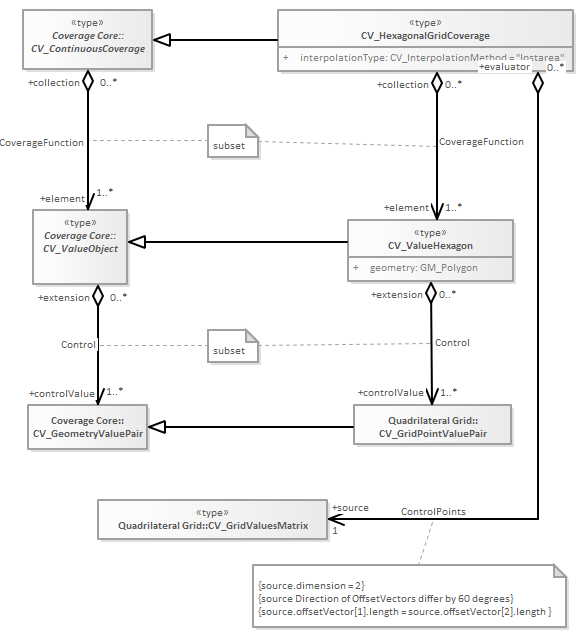 «type»
Coverage Core::
CV_ContinuousCoverage
«type»
CV_HexagonalGridCoverage
+ interpolationType: CV_InterpolationMethod = "lostarea"
+evaluator 0..*
+collection 0..*
+collection 0..*
CoverageFunction
subset
CoverageFunction
+element 1..*
+element 1..*
«type»
Coverage Core::
CV_ValueObject
«type»
CV_ValueHexagon
+ geometry: GM_Polygon
+extension 0..*
+extension 0..*
Control
subset
Control
+controlValue 1..*
+controlValue 1..*
Coverage Core::
CV_GeometryValuePair
Quadrilateral Grid::
CV_GridPointValuePair
«type»
Quadrilateral Grid::CV_GridValuesMatrix
+source
1
ControlPoints
{source.dimension = 2}
{source Direction of OffsetVectors differ by 60 degrees}
{source.offsetVector[1].length = source.offsetVector[2].length }